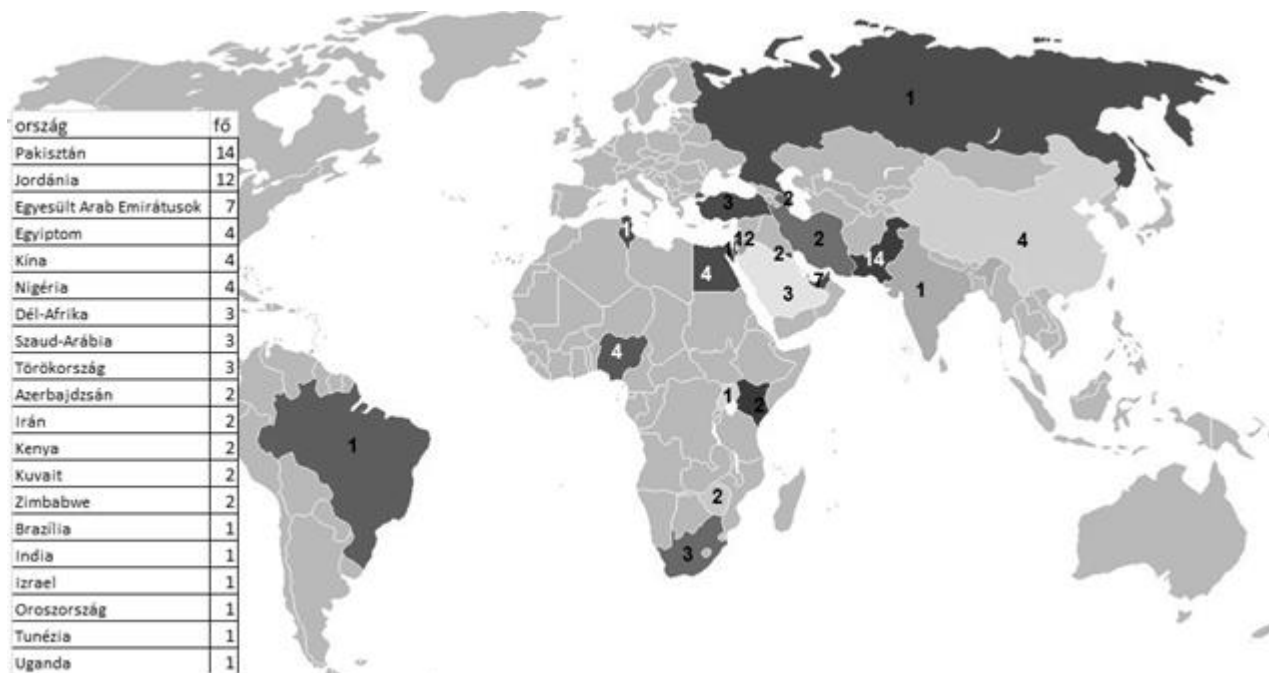 ország fő
Pakisztán 14
Jordánia 12
Egyesült Arab Emirátusok 7
Egyiptom 4
Kína 4
Nigéria 4
Dél-Afrika 3
Szaud-Arábia 3
Törökország 3
Azerbajdzsán 2
Irán 2
Kenya 2
Kuvait 2
Zimbabwe 2
Brazília 1
India 1
Izrael 1
Oroszország 1
Tunézia 1
Uganda 1
1
2
3
1
12
1
2
4
2
14
4
7
3
1
4
1
2
1
2
3